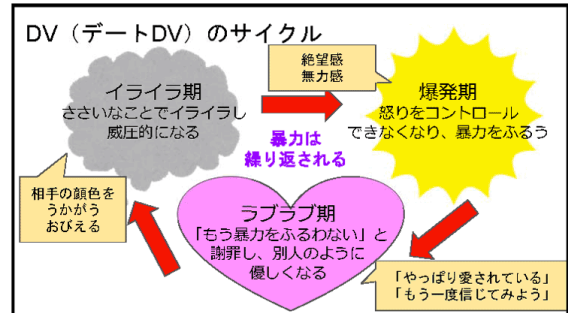 DV（デートDV）のサイクル
絶望感
無力感
イライラ期
ささいなことでイライラし
威圧的になる
爆発期
怒りをコントロール
できなくなり、暴力をふるう
暴力は
繰り返される
相手の顔色を
うかがう
おびえる
ラブラブ期
「もう暴力をふるわない」と
謝罪し、別人のように
優しくなる
「やっぱり愛されている」
「もう一度信じてみよう」